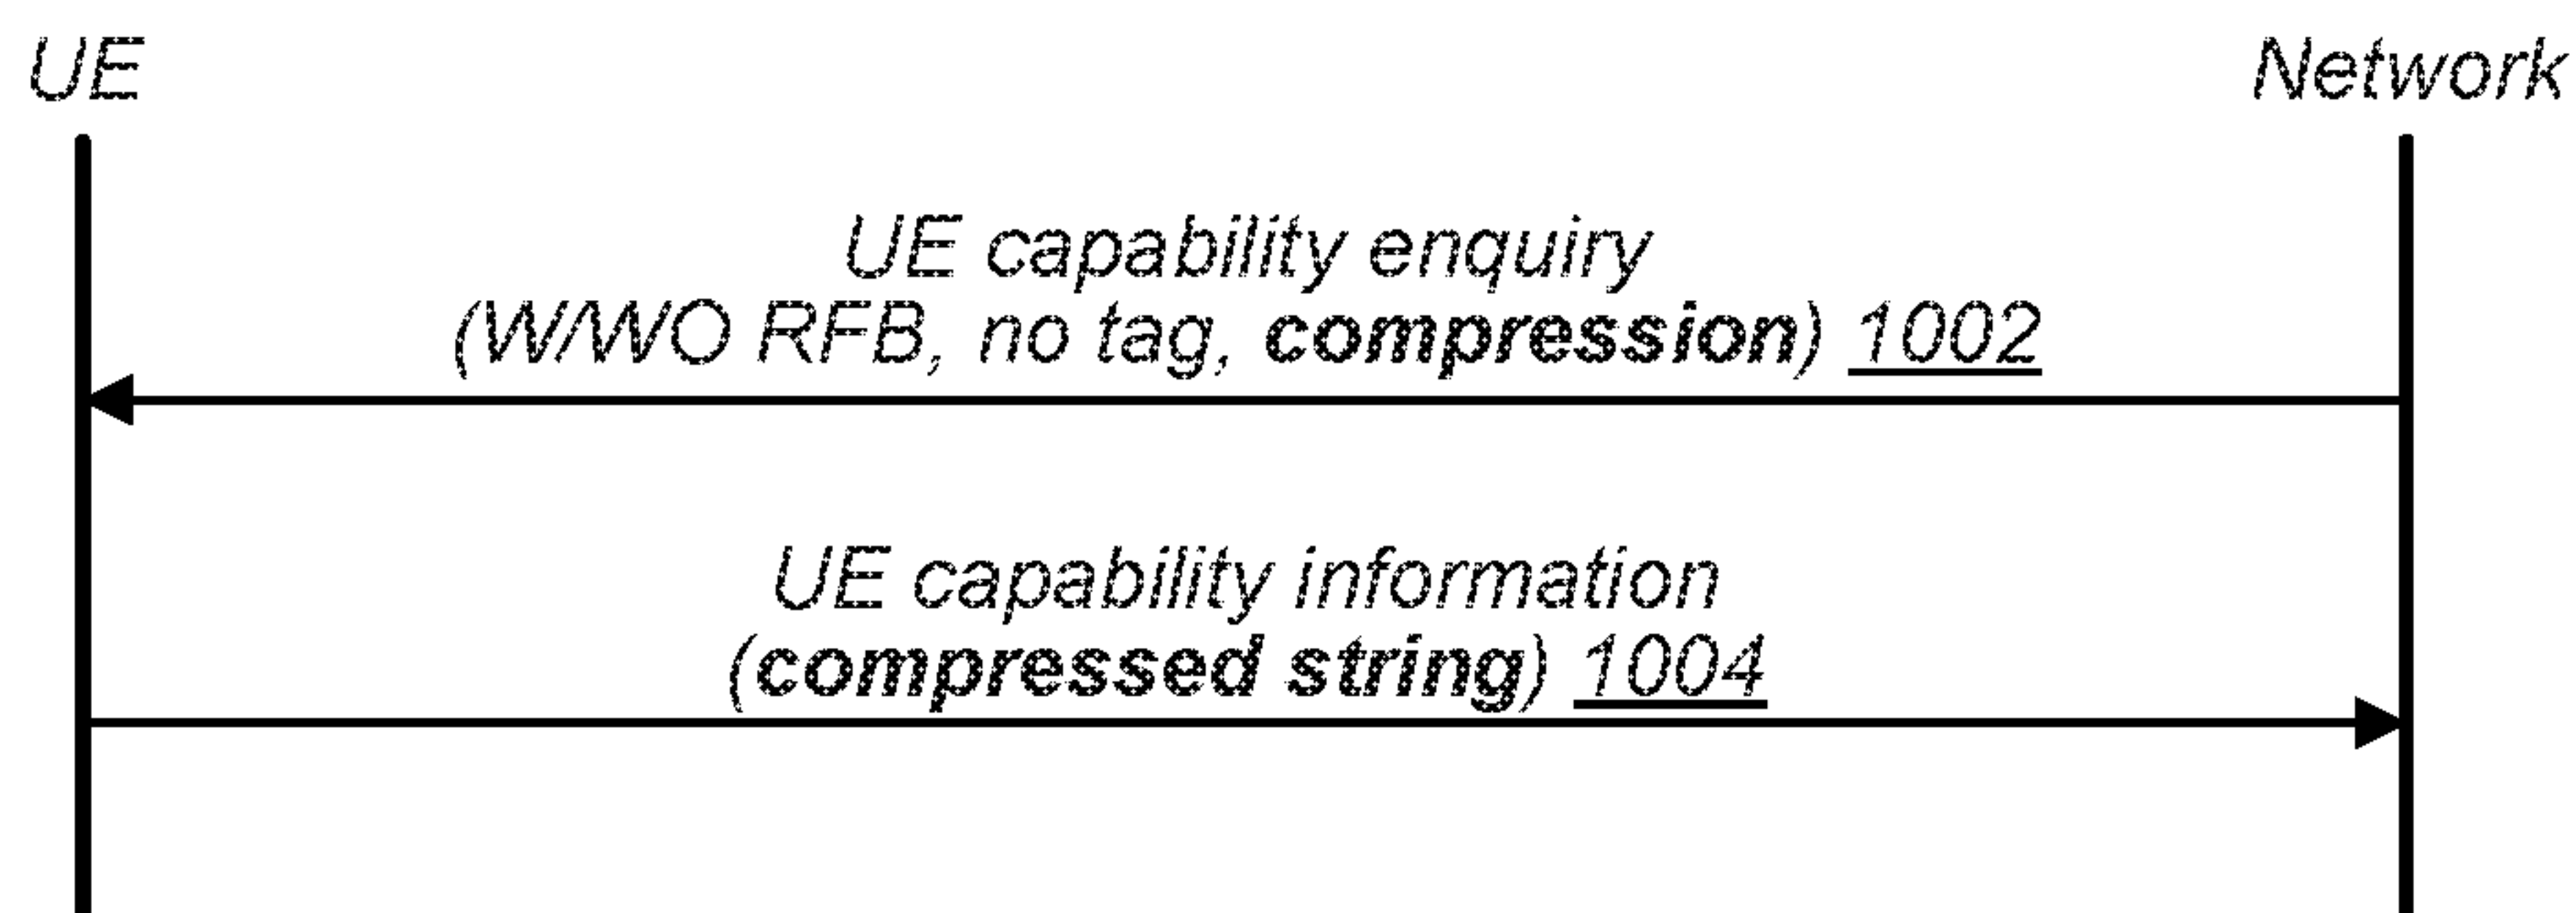 UE
Network
UE capability enquiry
(W/WO RFB, no tag, compression) 1002
UE capability information
(compressed string) 1004